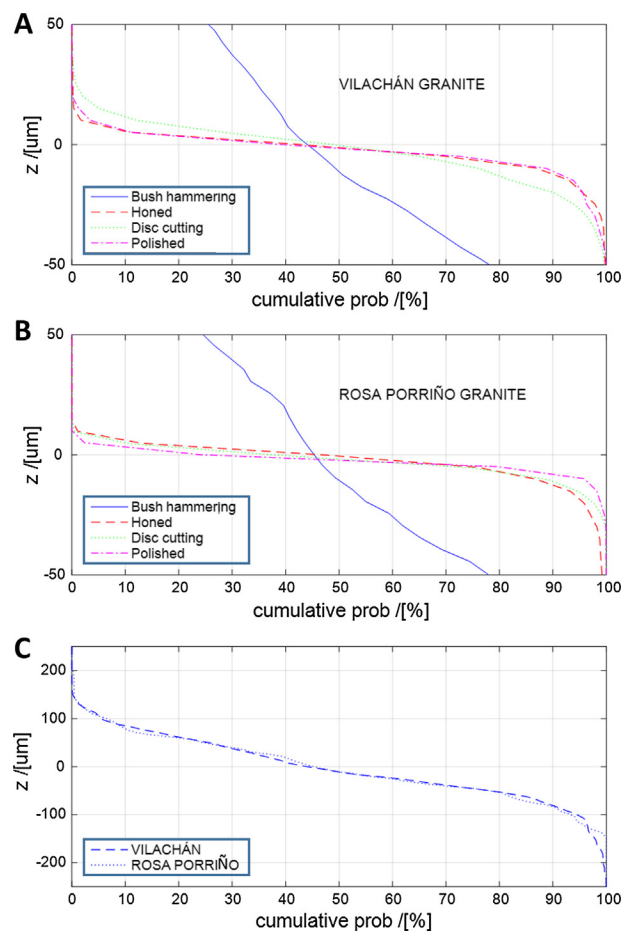 A
50
0
-50
z /[um]
VILACHÁN GRANITE
Bush hammering
Honed
Disc cutting
Polished
0 10 20 30 40 50 60 70 80 90 100
cumulative prob /[%]
B
50
0
-50
z /[um]
ROSA PORRIÑO GRANITE
Bush hammering
Honed
Disc cutting
Polished
0 10 20 30 40 50 60 70 80 90 100
cumulative prob /[%]
C
200
100
0
-100
-200
z /[um]
VILACHÁN
ROSA PORRIÑO
0 10 20 30 40 50 60 70 80 90 100
cumulative prob /[%]